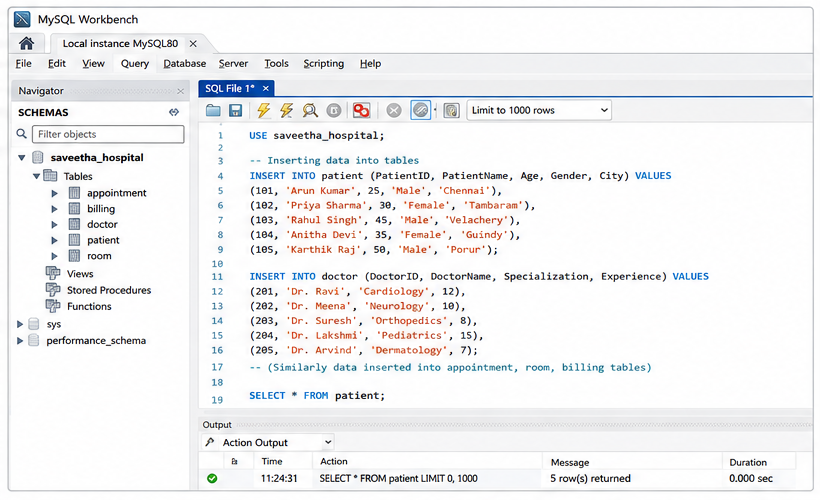 MySQL Workbench
Local instance MySQL80 ×
File Edit View Query Database Server Tools Scripting Help
Navigator
SCHEMAS
Filter objects
saveetha_hospital
Tables
appointment
billing
doctor
patient
room
Views
Stored Procedures
Functions
sys
performance_schema
SQL File 1* ×
Limit to 1000 rows
1 USE saveetha_hospital;
2
3 -- Inserting data into tables
4 INSERT INTO patient (PatientID, PatientName, Age, Gender, City) VALUES
5 (101, 'Arun Kumar', 25, 'Male', 'Chennai'),
6 (102, 'Priya Sharma', 30, 'Female', 'Tambaram'),
7 (103, 'Rahul Singh', 45, 'Male', 'Velachery'),
8 (104, 'Anitha Devi', 35, 'Female', 'Guindy'),
9 (105, 'Karthik Raj', 50, 'Male', 'Porur');
10
11 INSERT INTO doctor (DoctorID, DoctorName, Specialization, Experience) VALUES
12 (201, 'Dr. Ravi', 'Cardiology', 12),
13 (202, 'Dr. Meena', 'Neurology', 10),
14 (203, 'Dr. Suresh', 'Orthopedics', 8),
15 (204, 'Dr. Lakshmi', 'Pediatrics', 15),
16 (205, 'Dr. Arvind', 'Dermatology', 7);
17 -- (Similarly data inserted into appointment, room, billing tables)
18
19 SELECT * FROM patient;
Output
Action Output
Time Action Message Duration
11:24:31 SELECT * FROM patient LIMIT 0, 1000 5 row(s) returned 0.000 sec